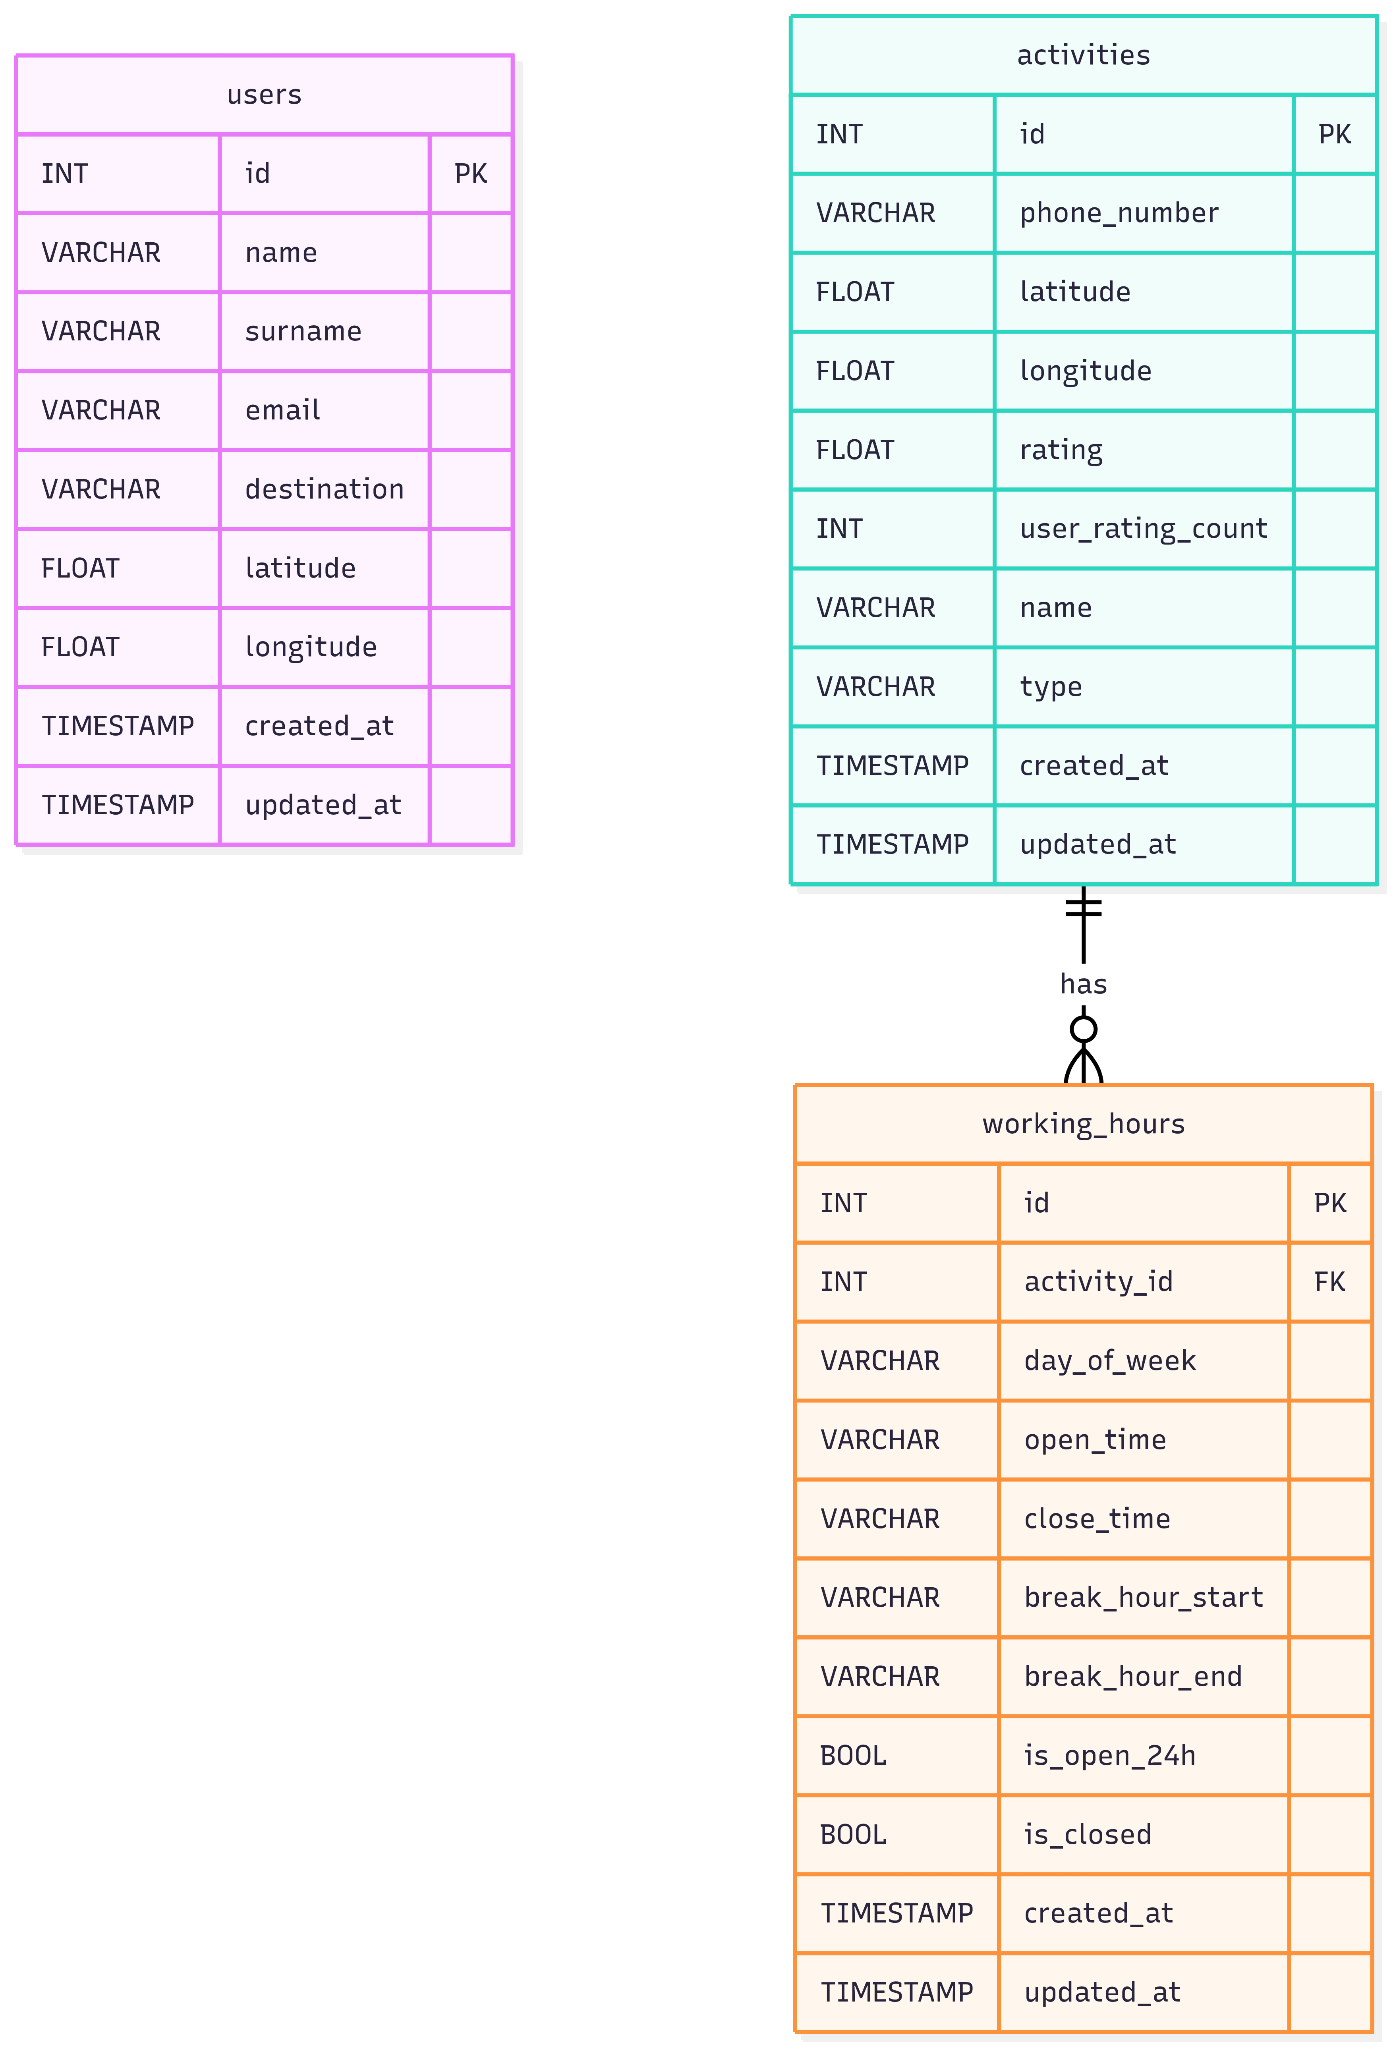 users
INT id PK
VARCHAR name
VARCHAR surname
VARCHAR email
VARCHAR destination
FLOAT latitude
FLOAT longitude
TIMESTAMP created_at
TIMESTAMP updated_at
activities
INT id PK
VARCHAR phone_number
FLOAT latitude
FLOAT longitude
FLOAT rating
INT user_rating_count
VARCHAR name
VARCHAR type
TIMESTAMP created_at
TIMESTAMP updated_at
has
working_hours
INT id PK
INT activity_id FK
VARCHAR day_of_week
VARCHAR open_time
VARCHAR close_time
VARCHAR break_hour_start
VARCHAR break_hour_end
BOOL is_open_24h
BOOL is_closed
TIMESTAMP created_at
TIMESTAMP updated_at